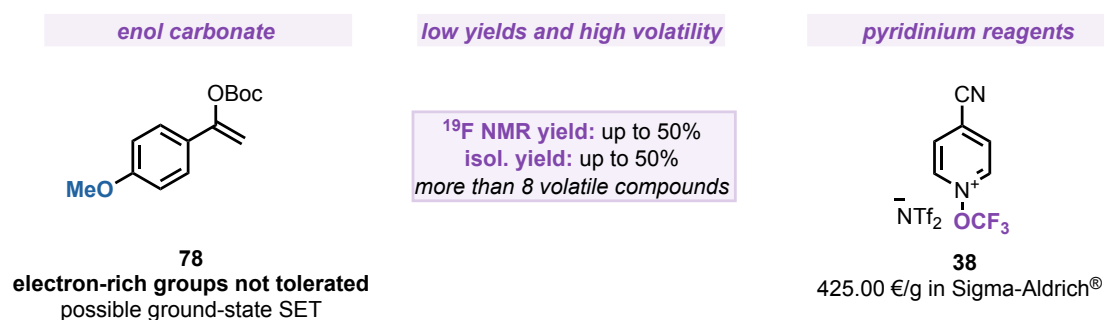 enol carbonate
low yields and high volatility
pyridinium reagents
OBoc
MeO
78
electron-rich groups not tolerated
possible ground-state SET
19F NMR yield: up to 50%
isol. yield: up to 50%
more than 8 volatile compounds
CN
N+
–
NTf2
OCF3
38
425.00 €/g in Sigma-Aldrich®